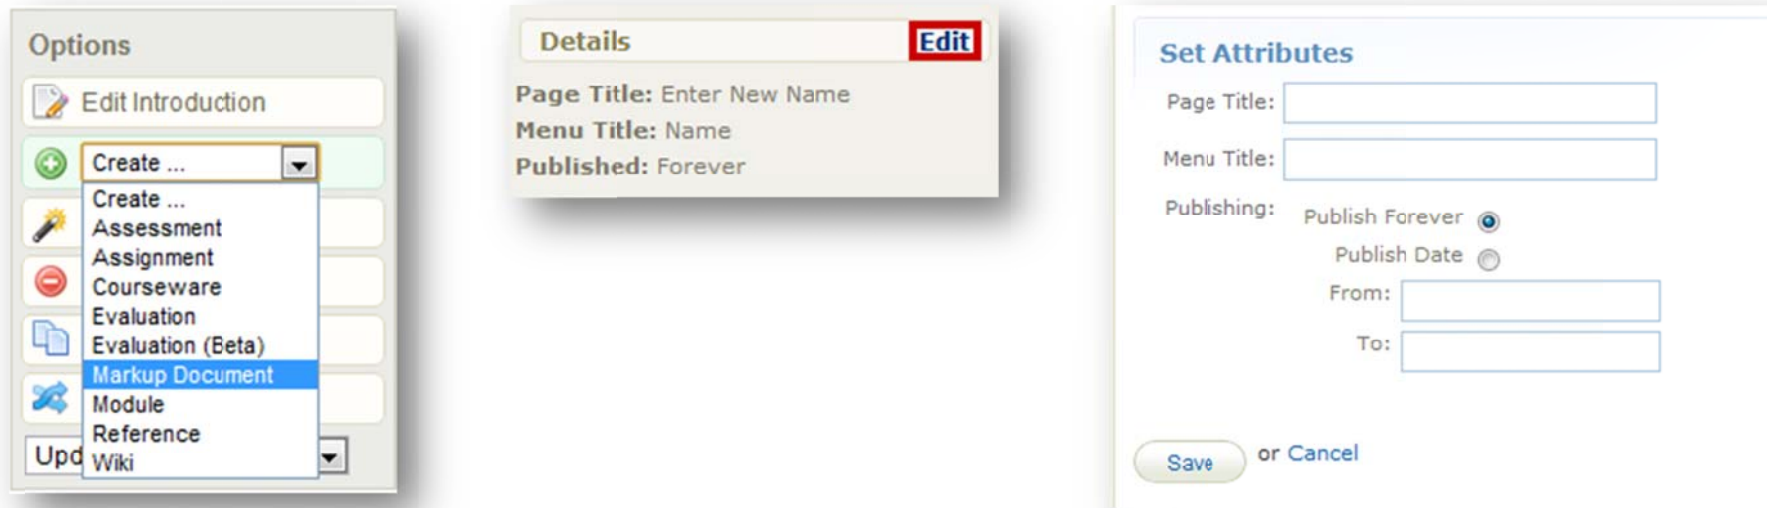 Options
Edit Introduction
Create ...
Create ...
Assessment
Assignment
Courseware
Evaluation
Evaluation (Beta)
Markup Document
Module
Reference
Wiki
Upd
Details Edit
Page Title: Enter New Name
Menu Title: Name
Published: Forever
Set Attributes
Page Title:
Menu Title:
Publishing: Publish Forever
Publish Date
From:
To:
Save or Cancel